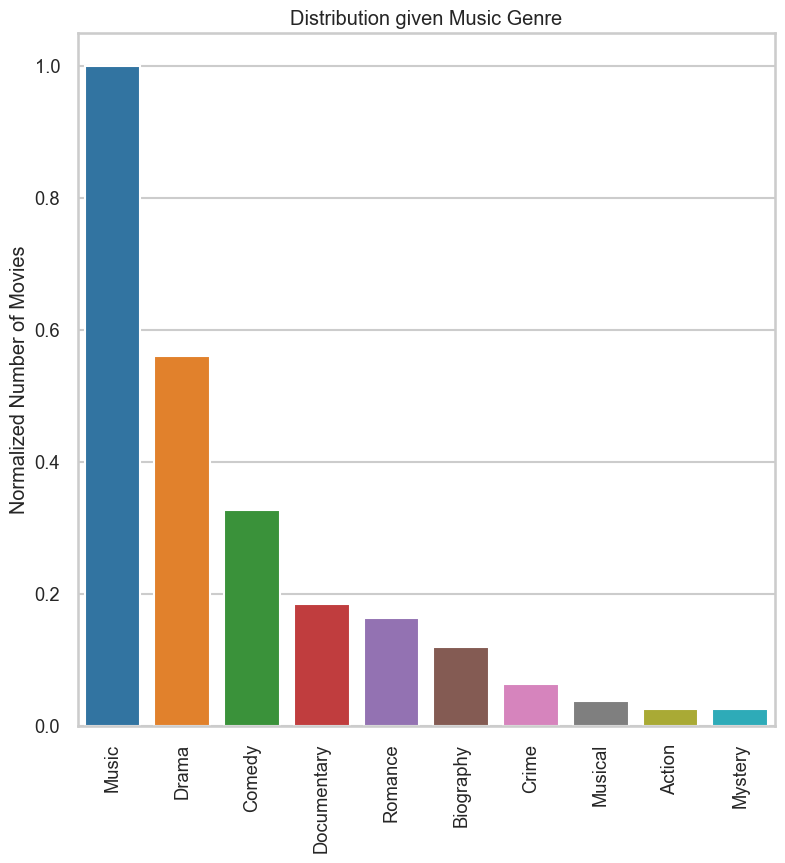 Distribution given Music Genre
Normalized Number of Movies
1.0
0.8
0.6
0.4
0.2
0.0
Music
Drama
Comedy
Documentary
Romance
Biography
Crime
Musical
Action
Mystery